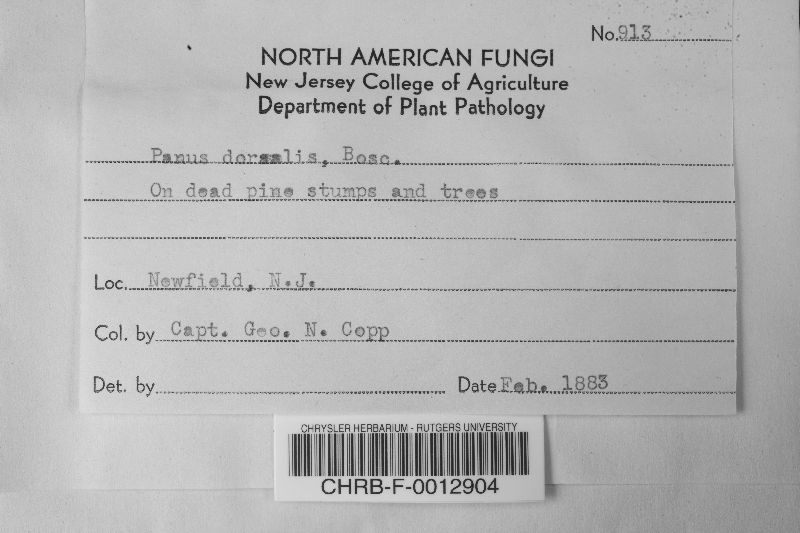 No. 913
NORTH AMERICAN FUNGI
New Jersey College of Agriculture
Department of Plant Pathology
Panus dorsalis, Bosc.
On dead pine stumps and trees
Loc. Newfield, N.J.
Col. by Capt. Geo. N. Copp
Det. by
Date Feb. 1883
CHRYSLER HERBARIUM - RUTGERS UNIVERSITY
CHRB-F-0012904